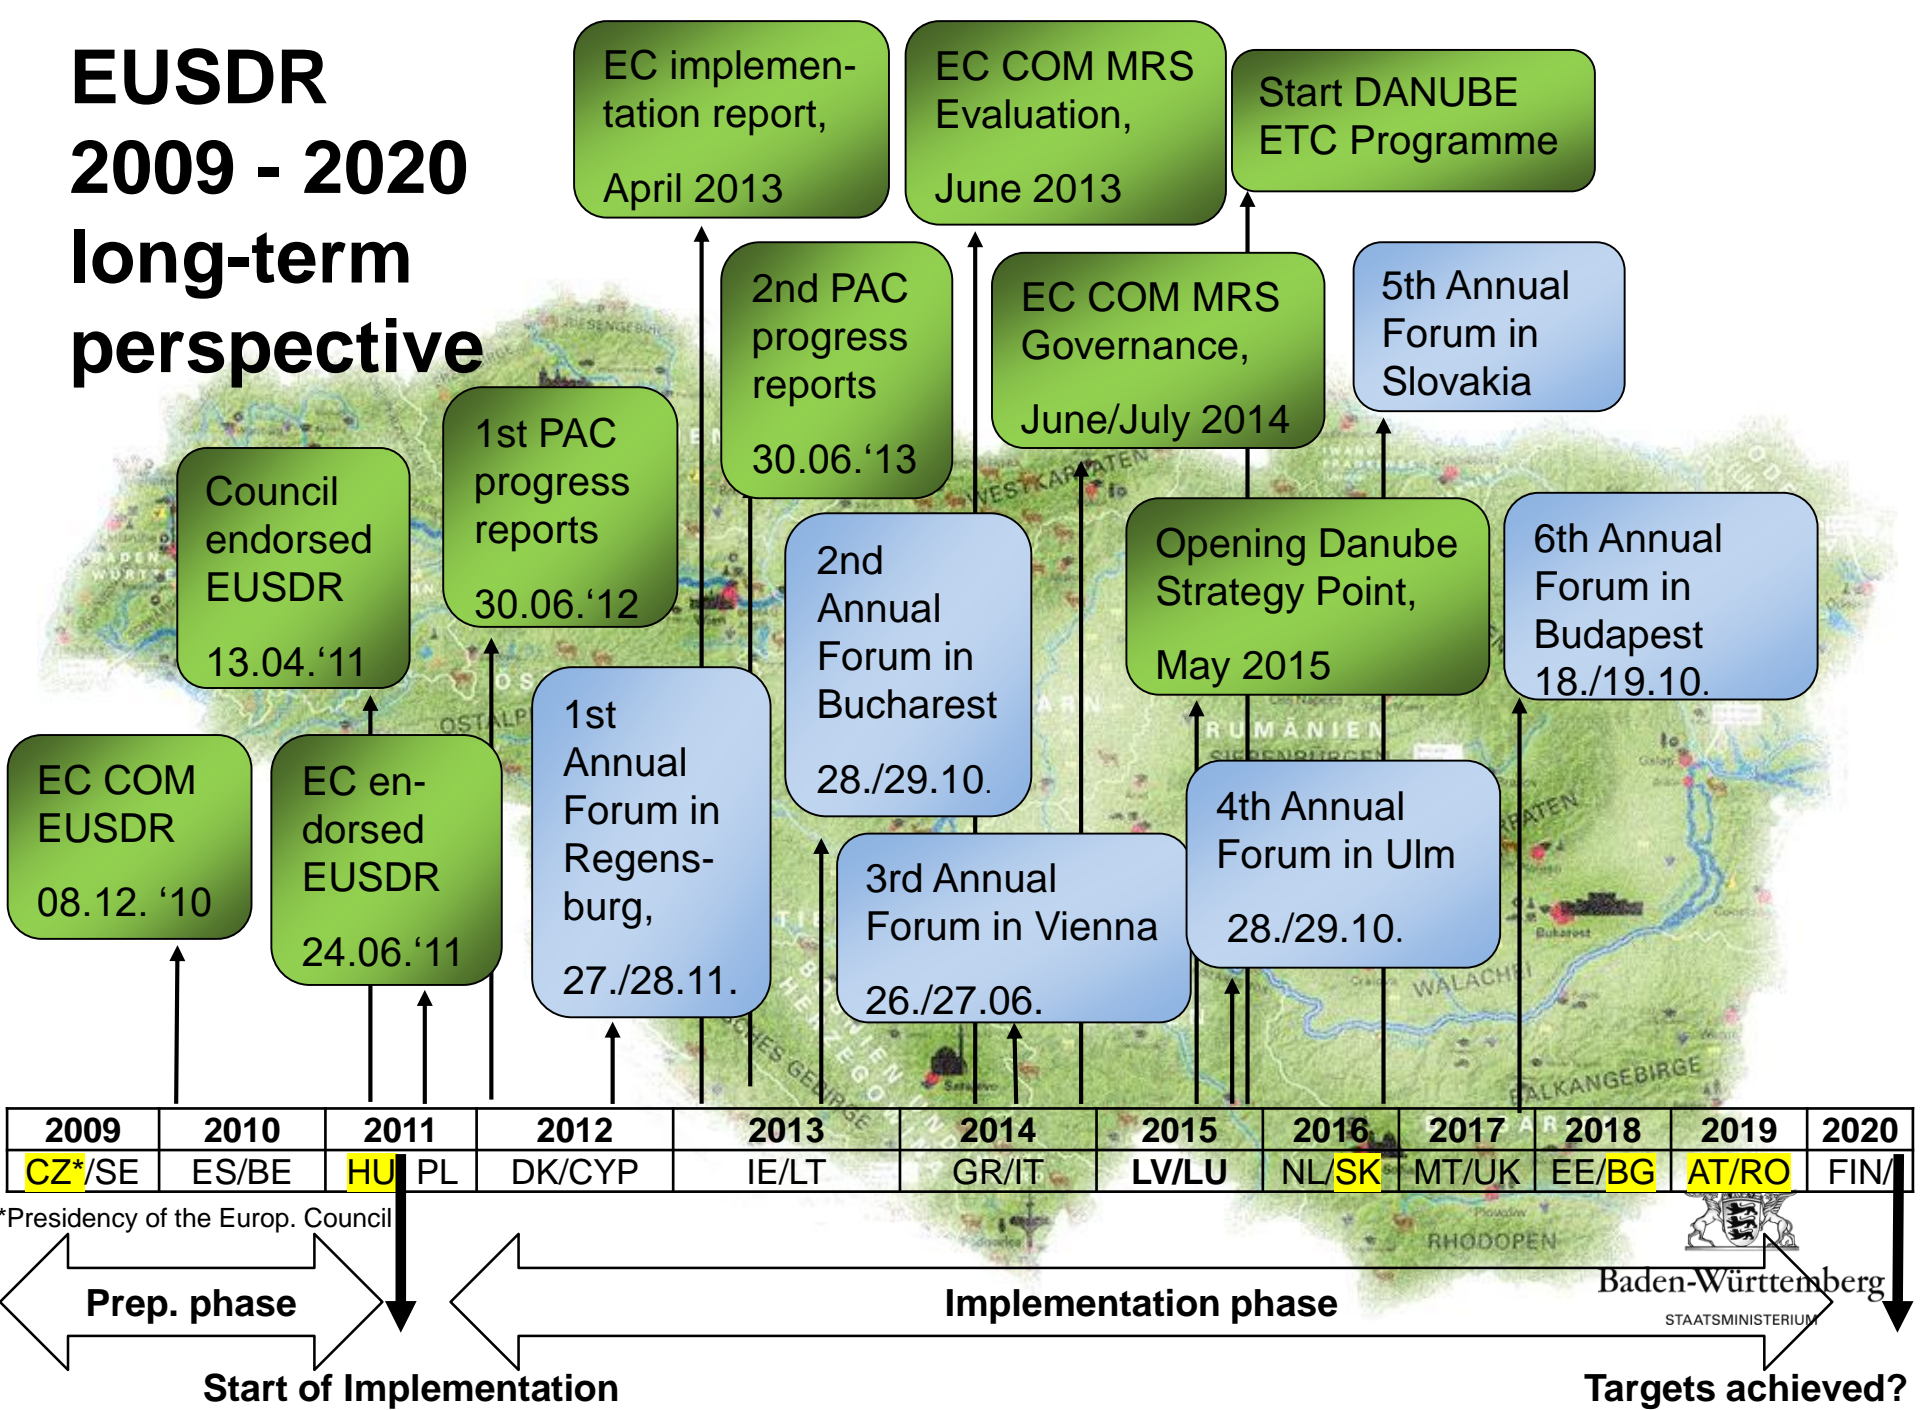 EUSDR
2009 - 2020
long-term
perspective
EC implemen-
tation report,
April 2013
EC COM MRS
Evaluation,
June 2013
Start DANUBE
ETC Programme
2nd PAC
progress
reports
30.06.‘13
EC COM MRS
Governance,
June/July 2014
5th Annual
Forum in
Slovakia
1st PAC
progress
reports
30.06.‘12
Council
endorsed
EUSDR
13.04.‘11
2nd
Annual
Forum in
Bucharest
28./29.10.
Opening Danube
Strategy Point,
May 2015
6th Annual
Forum in
Budapest
18./19.10.
1st
Annual
Forum in
Regens-
burg,
27./28.11.
EC COM
EUSDR
08.12. ‘10
EC en-
dorsed
EUSDR
24.06.‘11
3rd Annual
Forum in Vienna
26./27.06.
4th Annual
Forum in Ulm
28./29.10.
WESTKARPATEN
RUMÄNIEN
SIEBENBÜRGEN
Bukarest
WALACHEI
BALKANGEBIRGE
RHODOPEN
2009 2010 2011 2012 2013 2014 2015 2016 2017 2018 2019 2020
CZ*/SE ES/BE HU PL DK/CYP IE/LT GR/IT LV/LU NL/SK MT/UK EE/BG AT/RO FIN/
*Presidency of the Europ. Council
Prep. phase
Implementation phase
Baden-Württemberg
STAATSMINISTERIUM
Start of Implementation
Targets achieved?